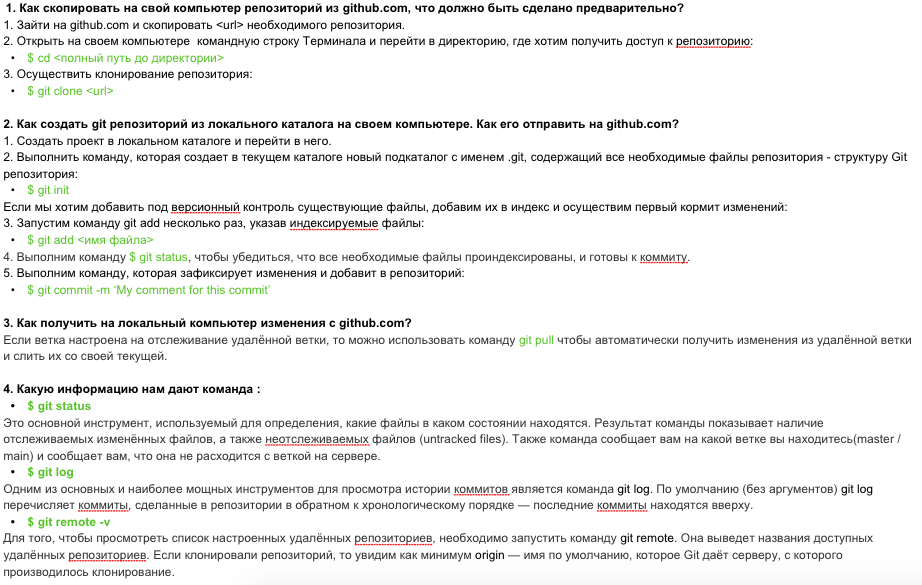 1. Как скопировать на свой компьютер репозиторий из github.com, что должно быть сделано предварительно?
1. Зайти на github.com и скопировать <url> необходимого репозитория.
2. Открыть на своем компьютере командную строку Терминала и перейти в директорию, где хотим получить доступ к репозиторию:
• $ cd <полный путь до директории>
3. Осуществить клонирование репозитория:
• $ git clone <url>
2. Как создать git репозиторий из локального каталога на своем компьютере. Как его отправить на github.com?
1. Создать проект в локальном каталоге и перейти в него.
2. Выполнить команду, которая создает в текущем каталоге новый подкаталог с именем .git, содержащий все необходимые файлы репозитория - структуру Git
репозитория:
• $ git init
Если мы хотим добавить под версионный контроль существующие файлы, добавим их в индекс и осуществим первый кормит изменений:
3. Запустим команду git add несколько раз, указав индексируемые файлы:
• $ git add <имя файла>
4. Выполним команду $ git status, чтобы убедиться, что все необходимые файлы проиндексированы, и готовы к коммиту.
5. Выполним команду, которая зафиксирует изменения и добавит в репозиторий:
• $ git commit -m ‘My comment for this commit’
3. Как получить на локальный компьютер изменения с github.com?
Если ветка настроена на отслеживание удалённой ветки, то можно использовать команду git pull чтобы автоматически получить изменения из удалённой ветки
и слить их со своей текущей.
4. Какую информацию нам дают команда :
• $ git status
Это основной инструмент, используемый для определения, какие файлы в каком состоянии находятся. Результат команды показывает наличие
отслеживаемых изменённых файлов, а также неотслеживаемых файлов (untracked files). Также команда сообщает вам на какой ветке вы находитесь(master /
main) и сообщает вам, что она не расходится с веткой на сервере.
• $ git log
Одним из основных и наиболее мощных инструментов для просмотра истории коммитов является команда git log. По умолчанию (без аргументов) git log
перечисляет коммиты, сделанные в репозитории в обратном к хронологическому порядке — последние коммиты находятся вверху.
• $ git remote -v
Для того, чтобы просмотреть список настроенных удалённых репозиториев, необходимо запустить команду git remote. Она выведет названия доступных
удалённых репозиториев. Если клонировали репозиторий, то увидим как минимум origin — имя по умолчанию, которое Git даёт серверу, с которого
производилось клонирование.